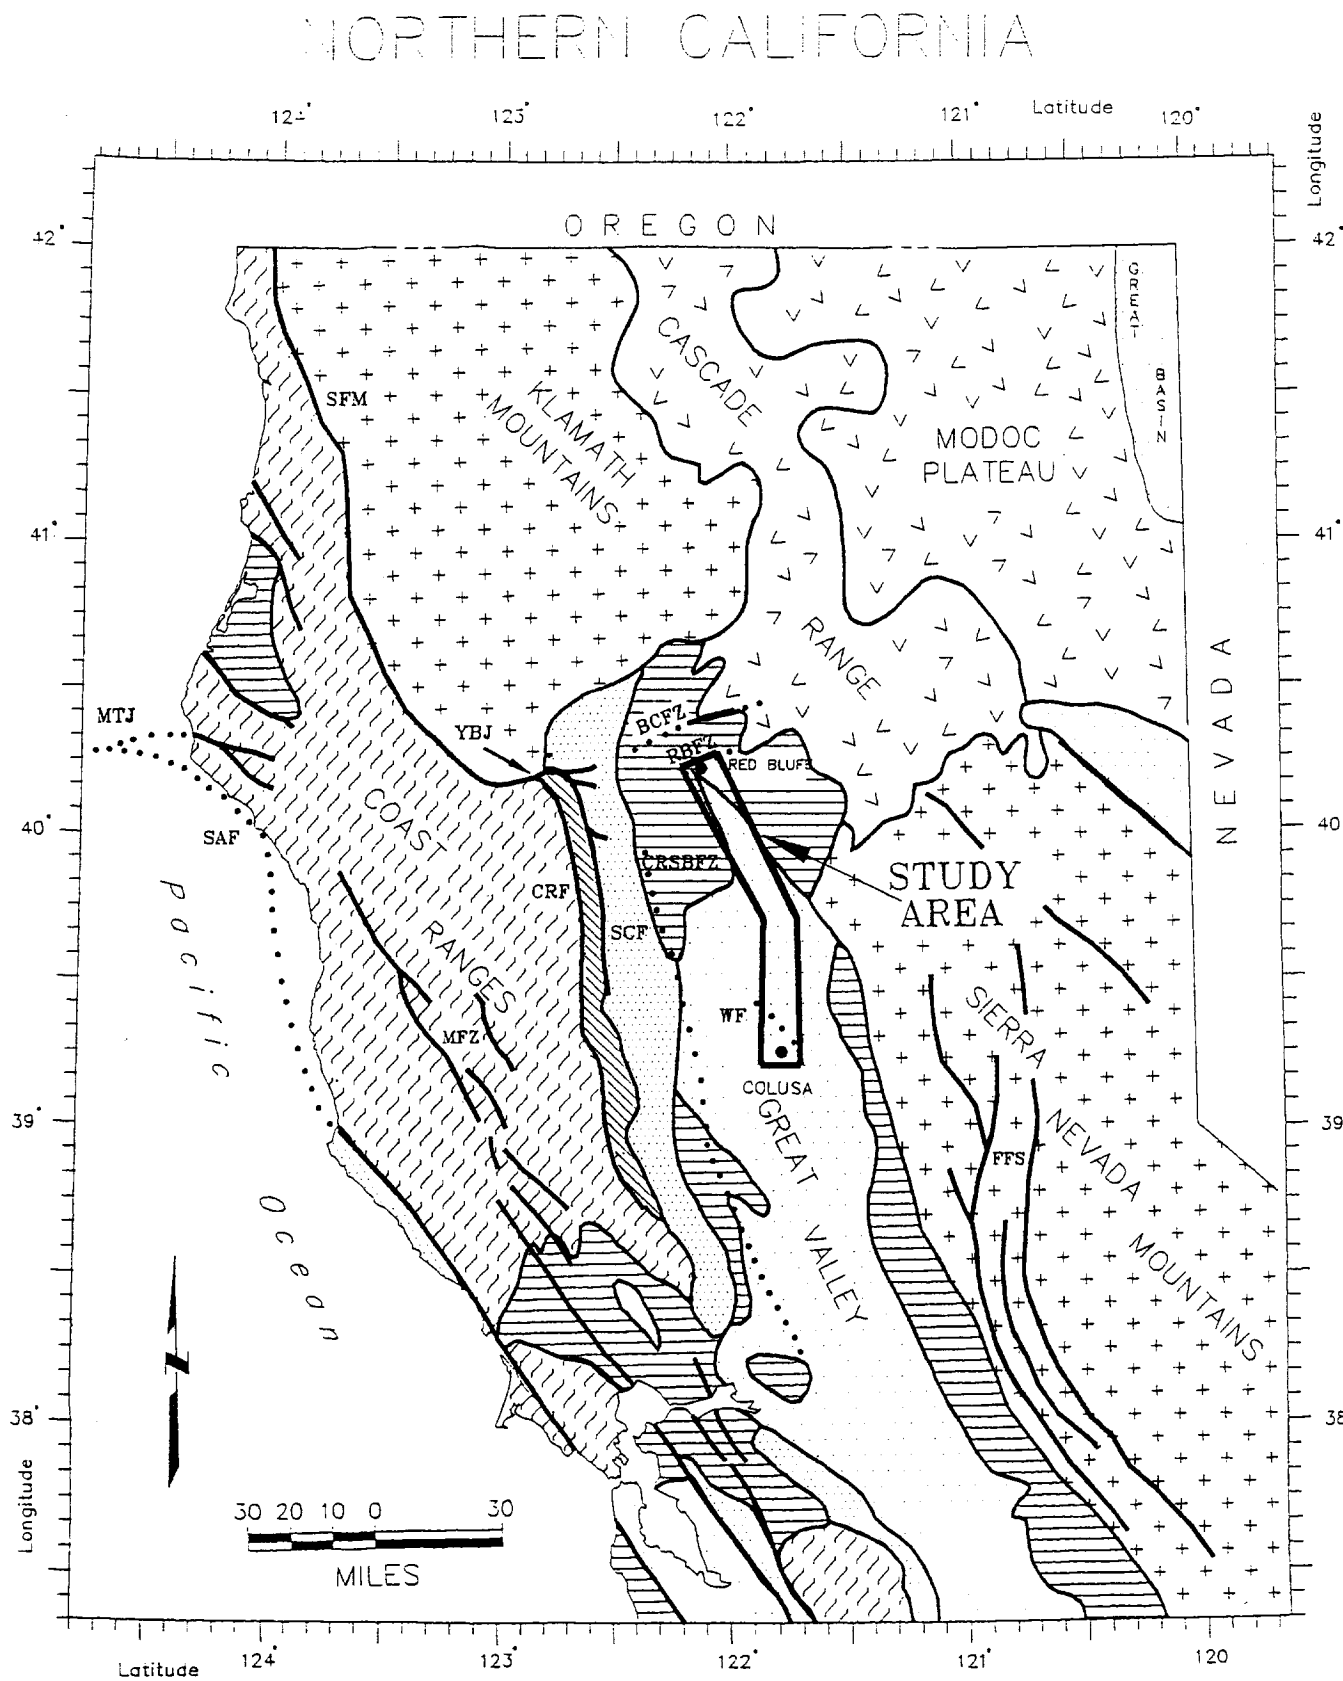 NORTHERN CALIFORNIA
124° 123° 122° 121° Latitude 120°
Longitude
42° OREGON 42°
GREAT
BASIN
CASCADE
RANGE
SFM
KLAMATH
MOUNTAINS
MODOC
PLATEAU
41° 41°
NEVADA
MTJ
YBJ
BCFZ
RBFZ
RED BLUFF
40° 40°
SAF
COAST
RANGES
CRSBFZ
STUDY
AREA
CRF
SCF
Pacific
Ocean
WF
MFZ
SIERRA
NEVADA
MOUNTAINS
COLUSA
GREAT
VALLEY
39° 39
FFS
38° 38
Longitude
30 20 10 0 30
MILES
Latitude 124° 123° 122° 121° 120